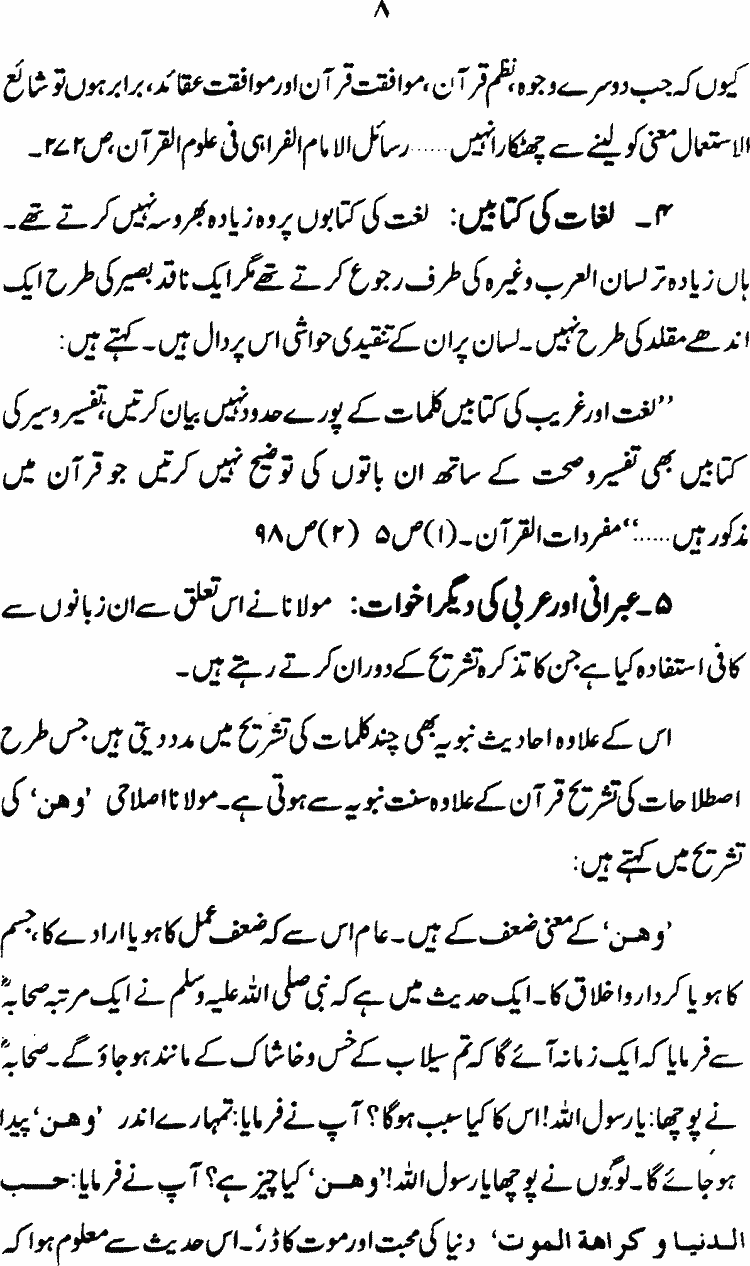 ۸
کیوں کہ جب دوسرے وجوہ، نظم قرآن، موافقت قرآن اور موافقت عقائد، برابر ہوں تو شائع
الاستعمال معنی کو لینے سے چھٹکارا نہیں ...... رسائل الامام الفراہی فی علوم القرآن، ص ۲۷۲۔
۴۔ لغات کی کتابیں: لغت کی کتابوں پر وہ زیادہ بھروسہ نہیں کرتے تھے۔
ہاں زیادہ تر لسان العرب وغیرہ کی طرف رجوع کرتے تھے مگر ایک ناقد بصیر کی طرح ایک
اندھے مقلد کی طرح نہیں۔ لسان پر ان کے تنقیدی حواشی اس پر دال ہیں۔ کہتے ہیں:
’’لغت اور غریب کی کتابیں کلمات کے پورے حدود نہیں بیان کرتیں، تفسیر و سیر کی
کتابیں بھی تفسیر و صحت کے ساتھ ان باتوں کی توضیح نہیں کرتیں جو قرآن میں
مذکور ہیں......‘‘ مفردات القرآن۔ (۱) ص ۵ (۲) ص ۹۸
۵۔ عبرانی اور عربی کی دیگر اخوات: مولانا نے اس تعلق سے ان زبانوں سے
کافی استفادہ کیا ہے جن کا تذکرہ تشریح کے دوران کرتے رہتے ہیں۔
اس کے علاوہ احادیث نبویہ بھی چند کلمات کی تشریح میں مدد دیتی ہیں جس طرح
اصطلاحات کی تشریح قرآن کے علاوہ سنت نبویہ سے ہوتی ہے۔ مولانا اصلاحی ’وھن‘ کی
تشریح میں کہتے ہیں:
’وھن‘ کے معنی ضعف کے ہیں۔ عام اس سے کہ ضعف عمل کا ہو یا ارادے کا، جسم
کا ہو یا کردار و اخلاق کا۔ ایک حدیث میں ہے کہ نبی صلی اللہ علیہ وسلم نے ایک مرتبہ صحابہؓ
سے فرمایا کہ ایک زمانہ آئے گا کہ تم سیلاب کے خس و خاشاک کے مانند ہو جاؤ گے۔ صحابہؓ
نے پوچھا: یا رسول اللہ! اس کا کیا سبب ہوگا؟ آپ نے فرمایا: تمہارے اندر ’وھن‘ پیدا
ہو جائے گا۔ لوگوں نے پوچھا یا رسول اللہ! ’وھن‘ کیا چیز ہے؟ آپ نے فرمایا: حب
الدنیا و کراھة الموت‘ دنیا کی محبت اور موت کا ڈر‘۔ اس حدیث سے معلوم ہوا کہ